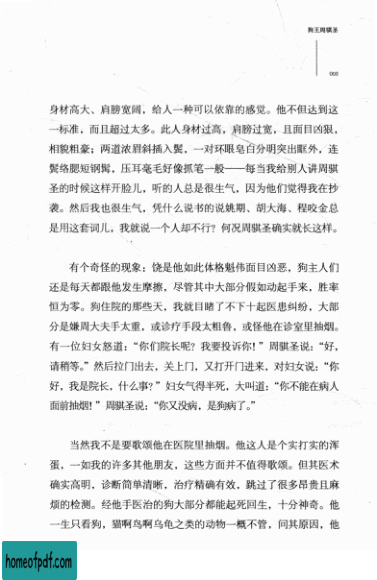 狗王周骐圣
003
身材高大、肩膀宽阔，给人一种可以依靠的感觉。他不但达到这
一标准，而且超过太多。此人身材过高，肩膀过宽，且面目凶狠，
相貌粗豪；两道浓眉斜插入鬓，一对环眼皂白分明突出眶外，连
鬓络腮短钢髯，压耳毫毛好像抓笔一般——每当我给别人讲周骐
圣的时候这样开脸儿，听的人总是很生气，因为他们觉得我在抄
袭。然后我也很生气，凭什么说书的说姚期、胡大海、程咬金总
是用这套词儿，我就说一个人却不行？何况周骐圣确实就长这样。
有个奇怪的现象：饶是他如此体格魁伟面目凶恶，狗主人们
还是每天都跟他发生摩擦，尽管其中大部分假如动起手来，胜率
恒为零。狗住院的那些天，我就目睹了不下十起医患纠纷，大部
分是嫌周大夫手太重，或诊疗手段太粗鲁，或怪他在诊室里抽烟。
有一位妇女怒道：“你们院长呢？我要投诉你！”周骐圣说：“好，
请稍等。”然后拉门出去，关上门，又打开门进来，对妇女说：“你
好，我是院长，什么事？”妇女气得半死，大叫道：“你不能在病人
面前抽烟！”周骐圣说：“你又没病，是狗病了。”
当然我不是要歌颂他在医院里抽烟。他这人是个实打实的浑
蛋，一如我的许多其他朋友，这些方面并不值得歌颂。但其医术
确实高明，诊断简单清晰，治疗精确有效，跳过了很多昂贵且麻
烦的检测。经他手医治的狗大部分都能起死回生，十分神奇。他
一生只看狗，猫啊鸟啊乌龟之类的动物一概不管，问其原因，他
homeofpdf.com